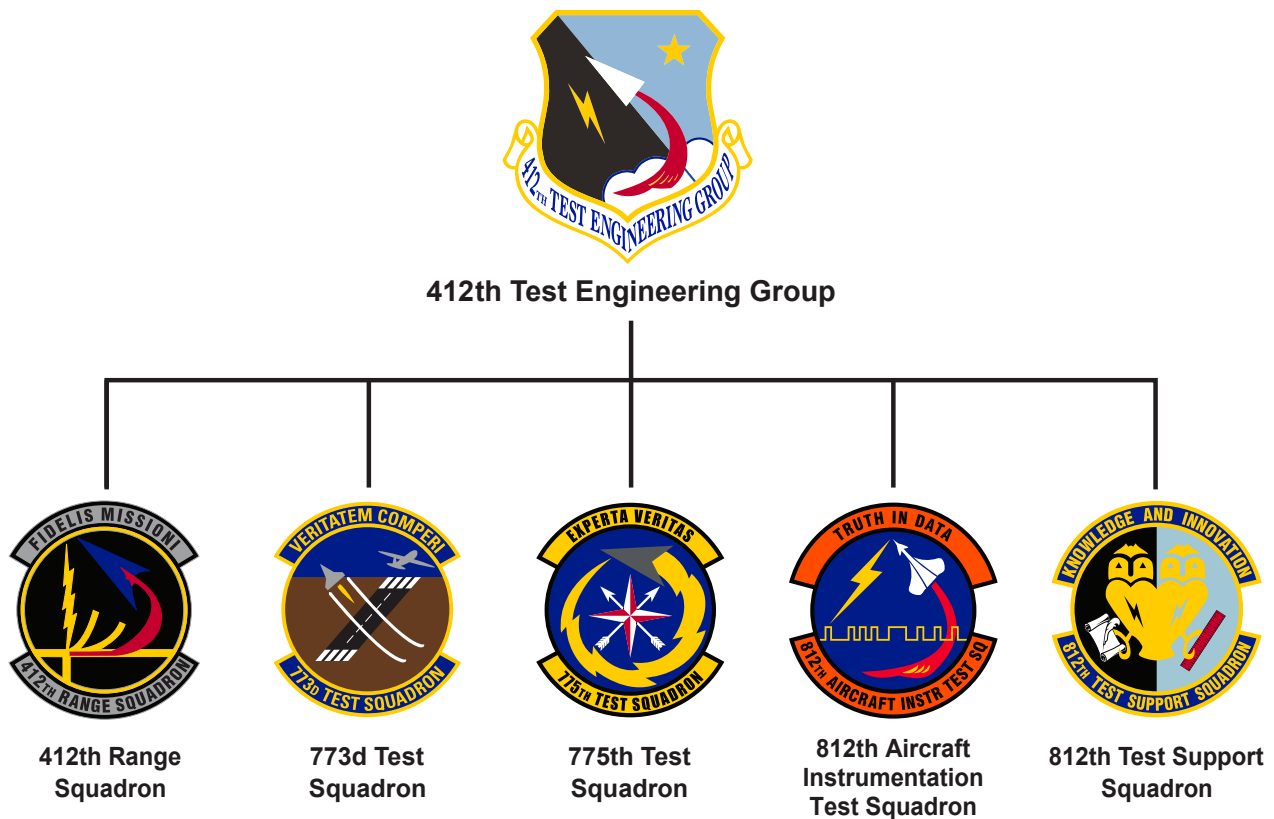 412TH TEST ENGINEERING GROUP
412th Test Engineering Group
FIDELIS MISSIONI
412TH RANGE SQUADRON
412th Range
Squadron
VERITATEM COMPERI
773D TEST SQUADRON
773d Test
Squadron
EXPERTA VERITAS
775TH TEST SQUADRON
775th Test
Squadron
TRUTH IN DATA
812TH AIRCRAFT INSTR TEST SQ
812th Aircraft
Instrumentation
Test Squadron
KNOWLEDGE AND INNOVATION
812TH TEST SUPPORT SQUADRON
812th Test Support
Squadron